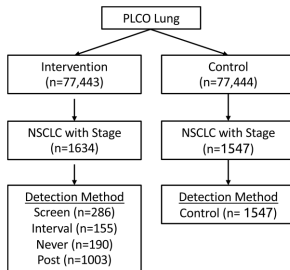 PLCO Lung
Intervention
(n=77,443)
Control
(n=77,444)
NSCLC with Stage
(n=1634)
NSCLC with Stage
(n=1547)
Detection Method
Screen (n=286)
Interval (n=155)
Never (n=190)
Post (n=1003)
Detection Method
Control (n= 1547)